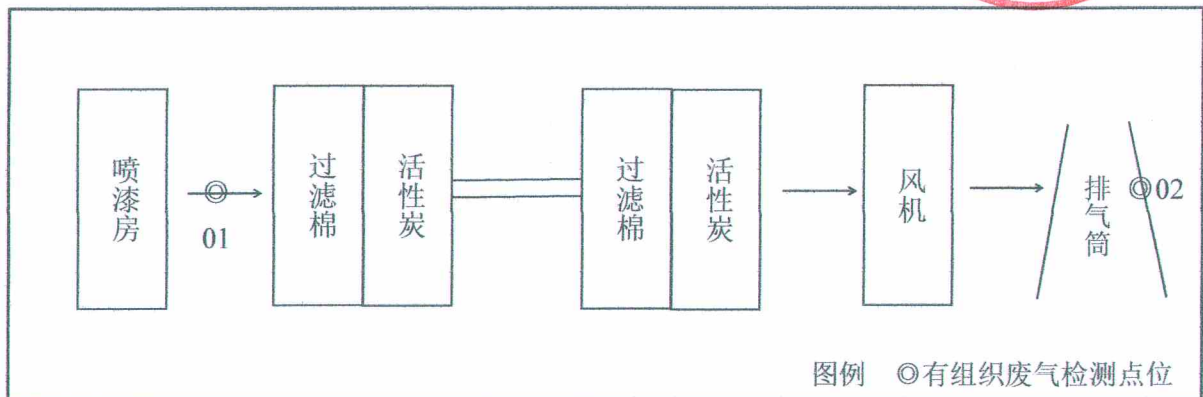 喷漆房
01
过滤棉
活性炭
过滤棉
活性炭
风机
排气筒
02
图例 ◎有组织废气检测点位